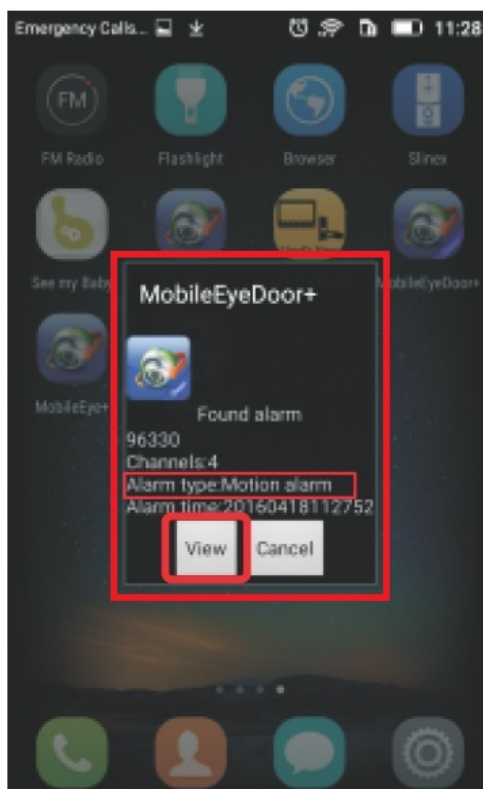 Emergency Calls... 11:28
FM
FM Radio Flashlight Browser Slinex
See my Baby MobileEyeDoor+
MobileEyeDoor+
MobileEye+
Found alarm
96330
Channels:4
Alarm type:Motion alarm
Alarm time:20160418112752
View Cancel